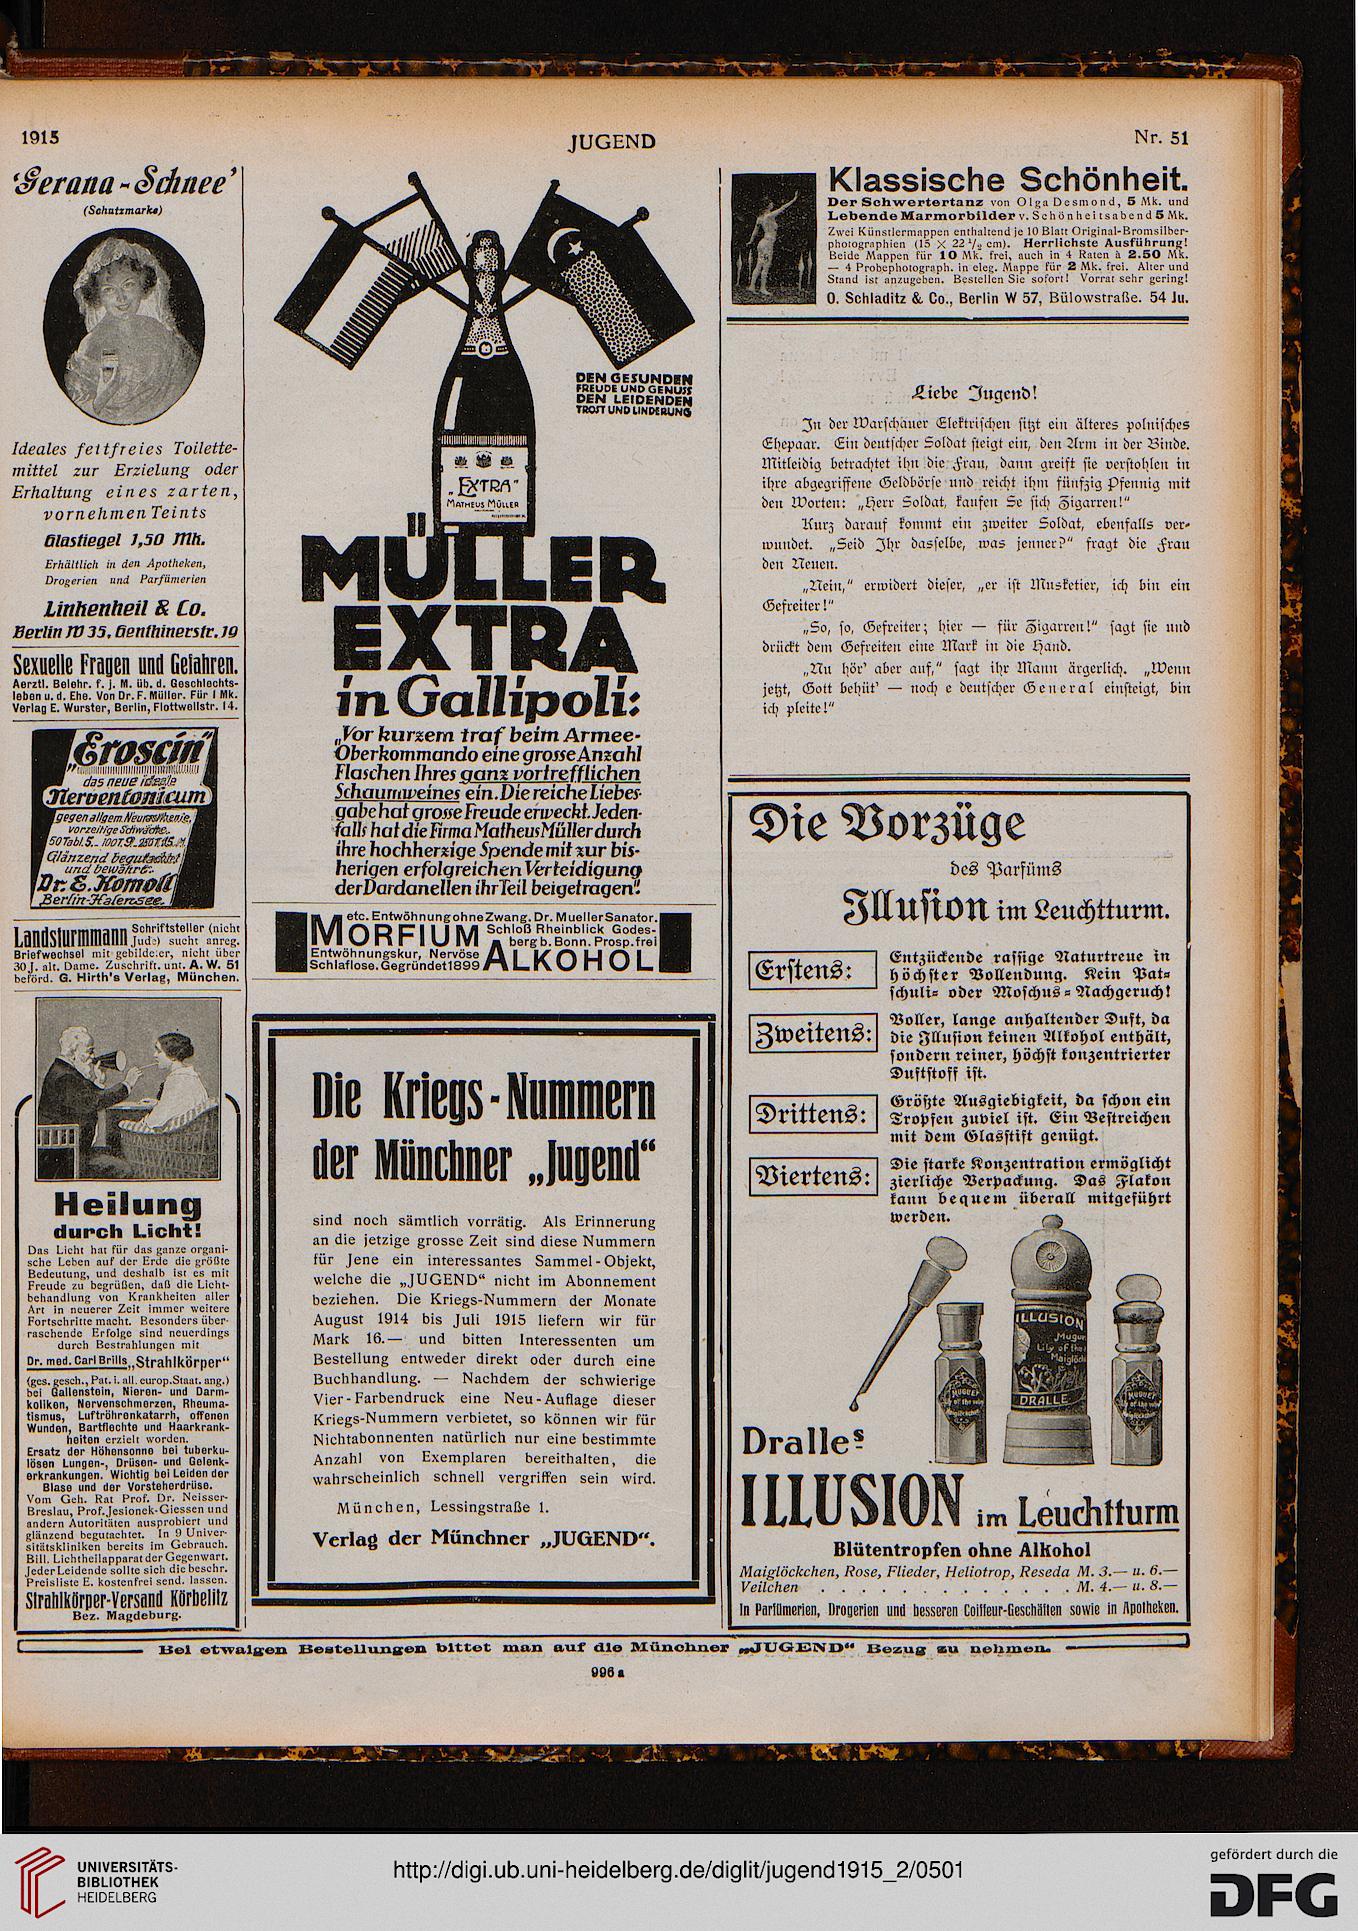 1915
JUGEND
Nr. 51
‘Gerana-Schnee’
(Schutzmarke)
Ideales fettfreies Toilette-
mittel zur Erzielung oder
Erhaltung eines zarten,
vornehmen Teints
Glastiegel 1,50 Mk.
Erhältlich in den Apotheken,
Drogerien und Parfümerien
Linkenheil & Co.
Berlin W 35, Genthinerstr. 19
Sexuelle Fragen und Gefahren.
Aerztl. Belehr. f. j. M. üb. d. Geschlechts-
leben u. d. Ehe. Von Dr. F. Müller. Für 1 Mk.
Verlag E. Wurster, Berlin, Flottwellstr. 14.
„Eroscin“
das neue ideale
Nerventonicum
gegen allgem. Neurasthenie,
vorzeitige Schwäche.
Glänzend begutachtet
und bewährt.
Dr. E. Komoll
Berlin-Halensee.
Landsturmmann Schriftsteller (nicht
Jude) sucht anreg.
Briefwechsel mit gebildeter, nicht über
30 J. alt. Dame. Zuschrift. unt. A. W. 51
beförd. G. Hirth's Verlag, München.
Heilung
durch Licht!
Das Licht hat für das ganze organi-
sche Leben auf der Erde die größte
Bedeutung, und deshalb ist es mit
Freude zu begrüßen, daß die Licht-
behandlung von Krankheiten aller
Art in neuerer Zeit immer weitere
Fortschritte macht. Besonders über-
raschende Erfolge sind neuerdings
durch Bestrahlungen mit
Dr. med. Carl Brills „Strahlkörper“
(ges. gesch., Pat. i. all. europ. Staat. ang.)
bei Gallenstein, Nieren- und Darm-
koliken, Nervenschmerzen, Rheuma-
tismus, Luftröhrenkatarrh, offenen
Wunden, Bartflechte und Haarkrank-
heiten erzielt worden.
Ersatz der Höhensonne bei tuberku-
lösen Lungen-, Drüsen- und Gelenk-
erkrankungen. Wichtig bei Leiden der
Blase und der Vorsteherdrüse.
Vom Geh. Rat Prof. Dr. Neisser-
Breslau, Prof. Jesionek-Giessen und
andern Autoritäten ausprobiert und
glänzend begutachtet. In 9 Univer-
sitätskliniken bereits im Gebrauch.
Bill. Lichtheilapparat der Gegenwart.
Jeder Leidende sollte sich die beschr.
Preisliste E. kostenfrei send. lassen.
Strahlkörper-Versand Körbelitz
Bez. Magdeburg.
DEN GESUNDEN
FREUDE UND GENUSS
DEN LEIDENDEN
TROST UND LINDERUNG
„EXTRA“
MATHEUS MÜLLER
MÜLLER
EXTRA
in Gallipoli:
„Vor kurzem traf beim Armee-
Oberkommando eine grosse Anzahl
Flaschen Ihres ganz vortrefflichen
Schaumweines ein. Die reiche Liebes-
gabe hat grosse Freude erweckt. Jeden-
falls hat die Firma Matheus Müller durch
ihre hochherzige Spende mit zur bis-
herigen erfolgreichen Verteidigung
der Dardanellen ihr Teil beigetragen“.
MORFIUM etc. Entwöhnung ohne Zwang. Dr. Mueller Sanator.
Schloß Rheinblick Godes-
berg b. Bonn. Prosp. frei
Entwöhnungskur, Nervöse
Schlaflose. Gegründet 1899 ALKOHOL
Die Kriegs-Nummern
der Münchner „Jugend“
sind noch sämtlich vorrätig. Als Erinnerung
an die jetzige grosse Zeit sind diese Nummern
für Jene ein interessantes Sammel-Objekt,
welche die „JUGEND“ nicht im Abonnement
beziehen. Die Kriegs-Nummern der Monate
August 1914 bis Juli 1915 liefern wir für
Mark 16.— und bitten Interessenten um
Bestellung entweder direkt oder durch eine
Buchhandlung. — Nachdem der schwierige
Vier-Farbendruck eine Neu-Auflage dieser
Kriegs-Nummern verbietet, so können wir für
Nichtabonnenten natürlich nur eine bestimmte
Anzahl von Exemplaren bereithalten, die
wahrscheinlich schnell vergriffen sein wird.
München, Lessingstraße 1.
Verlag der Münchner „JUGEND“.
Klassische Schönheit.
Der Schwertertanz von Olga Desmond, 5 Mk. und
Lebende Marmorbilder v. Schönheitsabend 5 Mk.
Zwei Künstlermappen enthaltend je 10 Blatt Original-Bromsilber-
photographien (15 × 22 ½ cm). Herrlichste Ausführung!
Beide Mappen für 10 Mk. frei, auch in 4 Raten à 2.50 Mk.
— 4 Probephotograph. in eleg. Mappe für 2 Mk. frei. Alter und
Stand ist anzugeben. Bestellen Sie sofort! Vorrat sehr gering!
O. Schladitz & Co., Berlin W 57, Bülowstraße. 54 Ju.
Liebe Jugend!
In der Warschauer Elektrischen sitzt ein älteres polnisches
Ehepaar. Ein deutscher Soldat steigt ein, den Arm in der Binde.
Mitleidig betrachtet ihn die Frau, dann greift sie verstohlen in
ihre abgegriffene Geldbörse und reicht ihm fünfzig Pfennig mit
den Worten: „Herr Soldat, kaufen Se sich Zigarren!“
Kurz darauf kommt ein zweiter Soldat, ebenfalls ver-
wundet. „Seid Ihr dasselbe, was jenner?“ fragt die Frau
den Neuen.
„Nein,“ erwidert dieser, „er ist Musketier, ich bin ein
Gefreiter!“
„So, so, Gefreiter; hier — für Zigarren!“ sagt sie und
drückt dem Gefreiten eine Mark in die Hand.
„Nu hör' aber auf,“ sagt ihr Mann ärgerlich. „Wenn
jetzt, Gott behüt' — noch e deutscher General einsteigt, bin
ich pleite!“
Die Vorzüge
des Parfüms
Illusion im Leuchtturm.
Erstens: Entzückende rassige Naturtreue in
höchster Vollendung. Kein Pat-
schuli- oder Moschus-Nachgeruch!
Zweitens: Voller, lange anhaltender Duft, da
die Illusion keinen Alkohol enthält,
sondern reiner, höchst konzentrierter
Duftstoff ist.
Drittens: Größte Ausgiebigkeit, da schon ein
Tropfen zuviel ist. Ein Bestreichen
mit dem Glasstift genügt.
Viertens: Die starke Konzentration ermöglicht
zierliche Verpackung. Das Flakon
kann bequem überall mitgeführt
werden.
ILLUSION
DRALLE
MUGUET
MUGUET
Dralles
ILLUSION im Leuchtturm
Blütentropfen ohne Alkohol
Maiglöckchen, Rose, Flieder, Heliotrop, Reseda M. 3.— u. 6.—
Veilchen . . . . . . . . . . . . . . M. 4.— u. 8.—
In Parfümerien, Drogerien und besseren Coiffeur-Geschäften sowie in Apotheken.
Bei etwaigen Bestellungen bittet man auf die Münchner „JUGEND“ Bezug zu nehmen.
996 a
UNIVERSITÄTS-
BIBLIOTHEK
HEIDELBERG
http://digi.ub.uni-heidelberg.de/diglit/jugend1915_2/0501
gefördert durch die
DFG